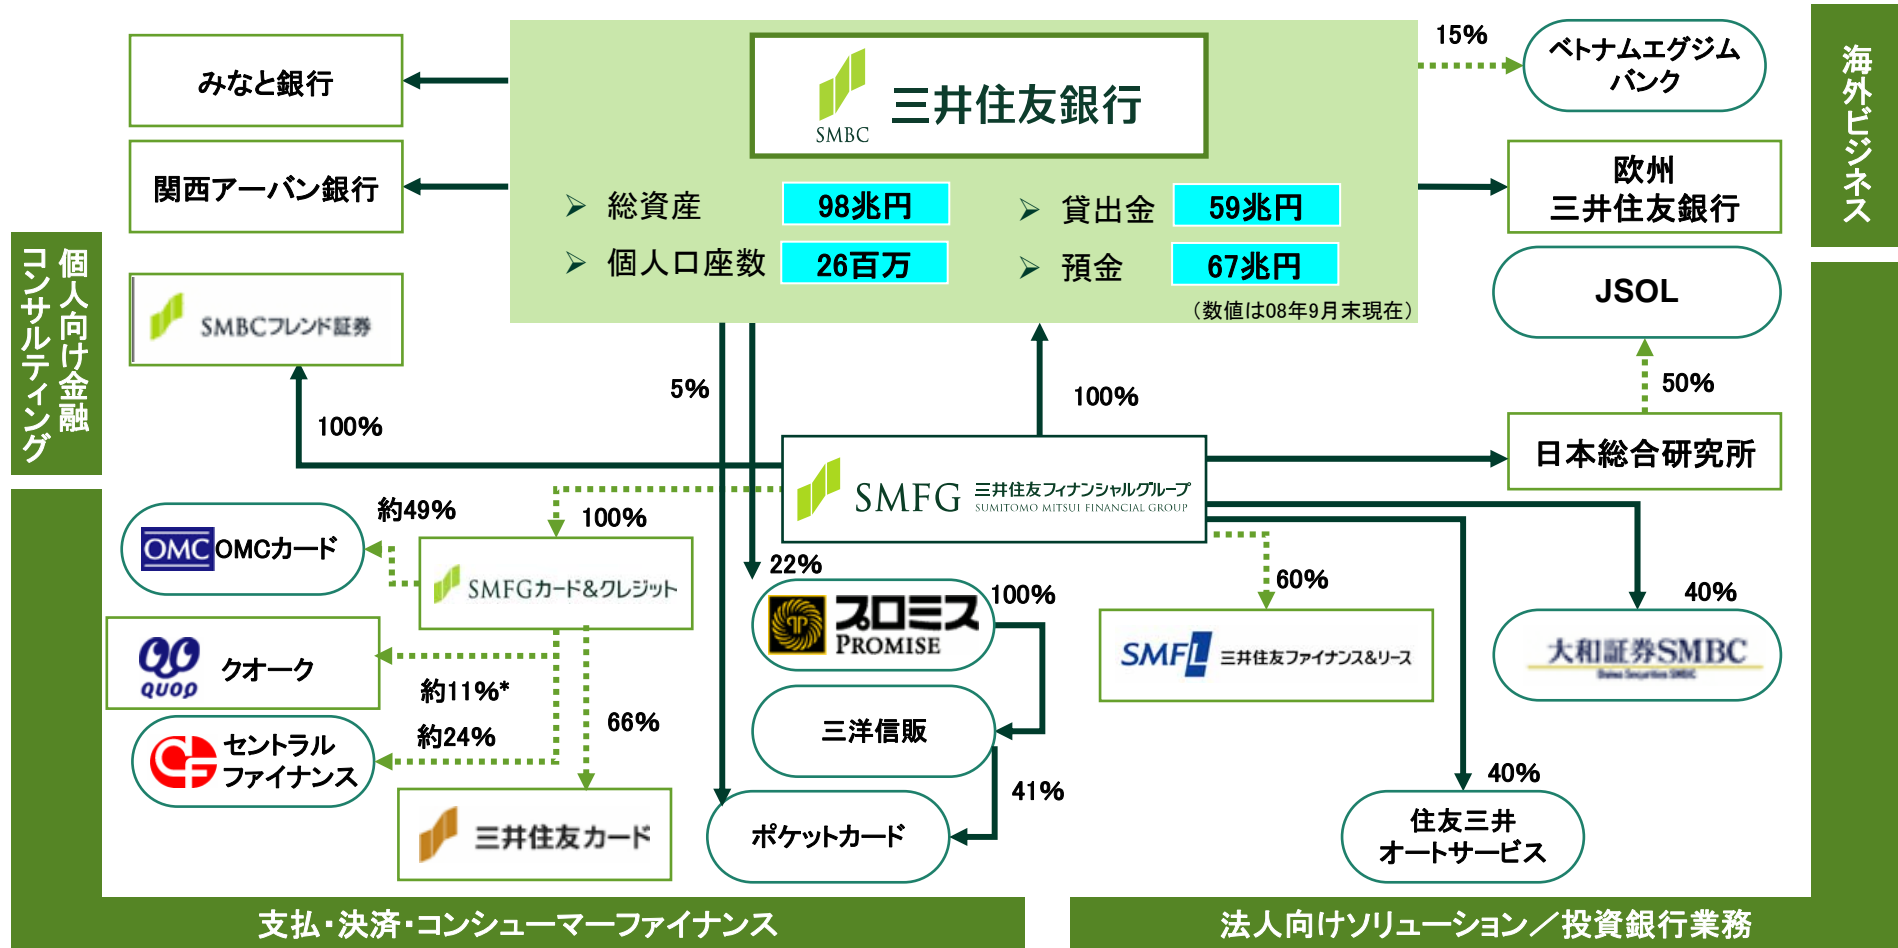 みなと銀行
関西アーバン銀行
SMBC
三井住友銀行
総資産
98兆円
貸出金
59兆円
個人口座数
26百万
預金
67兆円
（数値は08年9月末現在）
15%
ベトナムエグジム
バンク
欧州
三井住友銀行
海外ビジネス
JSOL
50%
日本総合研究所
個人向け金融
コンサルティング
SMBCフレンド証券
100%
5%
100%
SMFG
三井住友フィナンシャルグループ
SUMITOMO MITSUI FINANCIAL GROUP
約49%
OMC
OMCカード
100%
SMFGカード&クレジット
QUOQ
クオーク
約11%*
約24%
66%
セントラル
ファイナンス
三井住友カード
22%
プロミス
PROMISE
100%
三洋信販
41%
ポケットカード
60%
SMFL
三井住友ファイナンス&リース
40%
大和証券SMBC
Daiwa Securities SMBC
40%
住友三井
オートサービス
支払・決済・コンシューマーファイナンス
法人向けソリューション／投資銀行業務